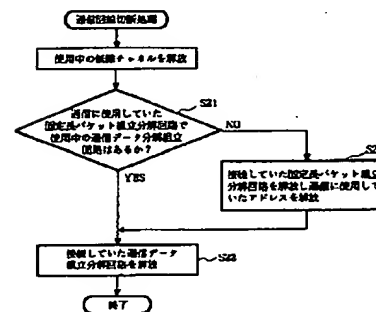 通信回線切断処理
使用中の無線チャネルを解放
S21
通信に使用していた
固定長パケット組立分解回路で
使用中の通信データ分解組立
回路はあるか？
NO
YES
S2
接続していた固定長パケット組立
分解回路を解放し通信に使用して
いたアドレスを解放
接続していた通信データ
組立分解回路を解放
S23
終了